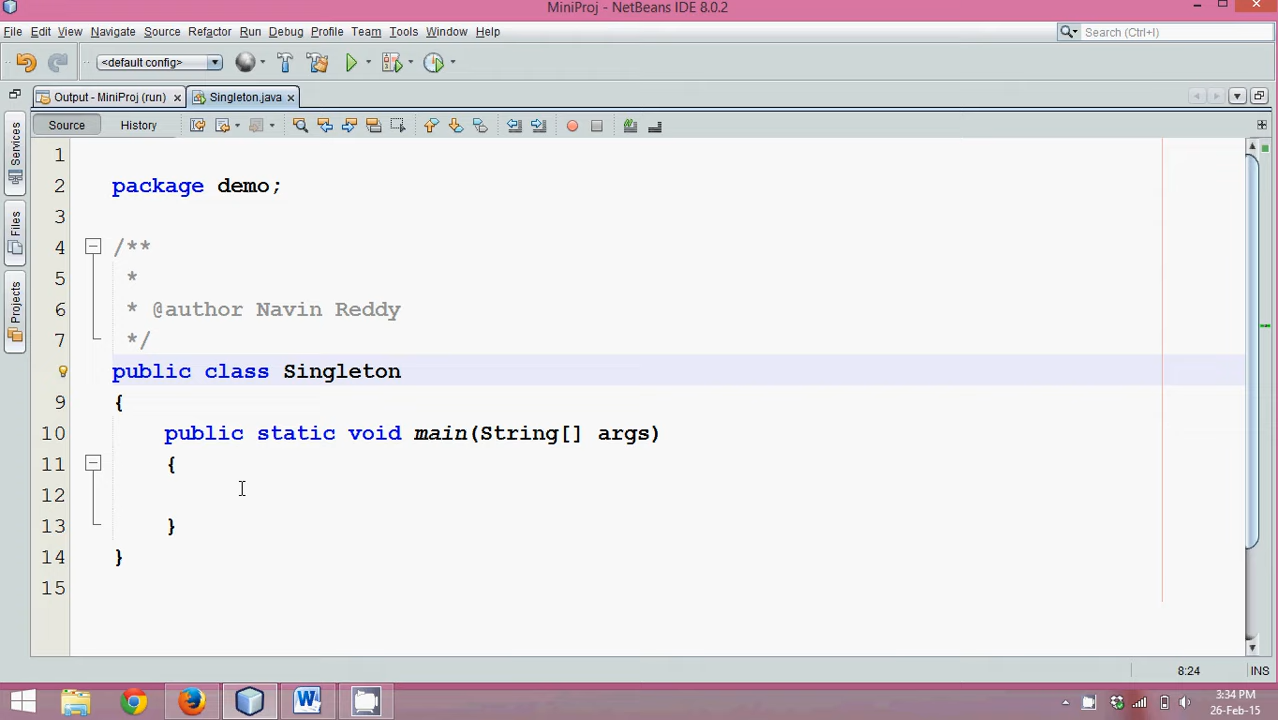 MiniProj - NetBeans IDE 8.0.2
File Edit View Navigate Source Refactor Run Debug Profile Team Tools Window Help
Search (Ctrl+I)
<default config>
Output - MiniProj (run) Singleton.java
Source History
Services
Files
Projects
1
2 package demo;
3
4 /**
5 *
6 * @author Navin Reddy
7 */
public class Singleton
9 {
10 public static void main(String[] args)
11 {
12
13 }
14 }
15
8:24 INS
3:34 PM
26-Feb-15